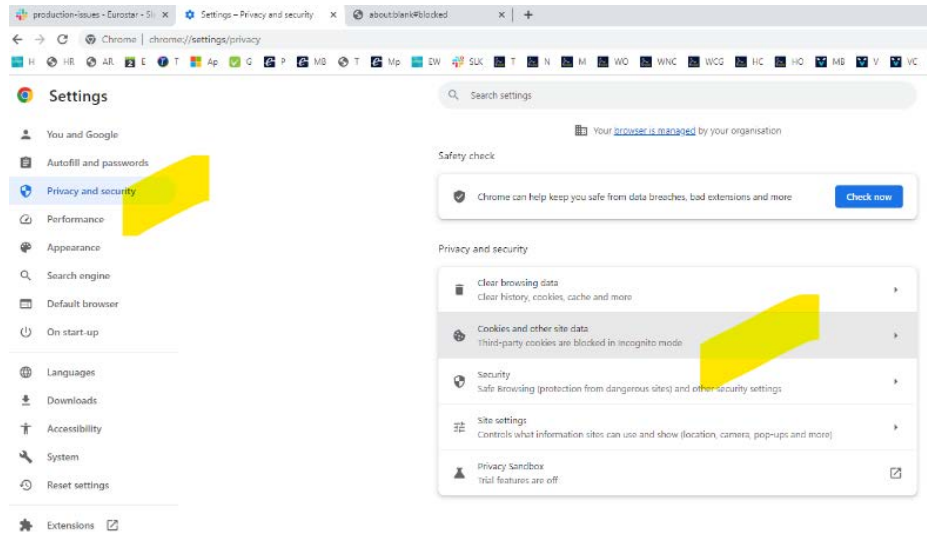 production-issues - Eurostar - Sl
Settings – Privacy and security
about:blank#blocked
Chrome | chrome://settings/privacy
H HR AR E T Ap G P MB T Mp EW SLK T N M WO WNC WCG HC HO MB V VC
Settings
Search settings
Your browser is managed by your organisation
You and Google
Autofill and passwords
Privacy and security
Performance
Appearance
Search engine
Default browser
On start-up
Languages
Downloads
Accessibility
System
Reset settings
Extensions
Safety check
Chrome can help keep you safe from data breaches, bad extensions and more
Check now
Privacy and security
Clear browsing data
Clear history, cookies, cache and more
Cookies and other site data
Third-party cookies are blocked in Incognito mode
Security
Safe Browsing (protection from dangerous sites) and other security settings
Site settings
Controls what information sites can use and show (location, camera, pop-ups and more)
Privacy Sandbox
Trial features are off